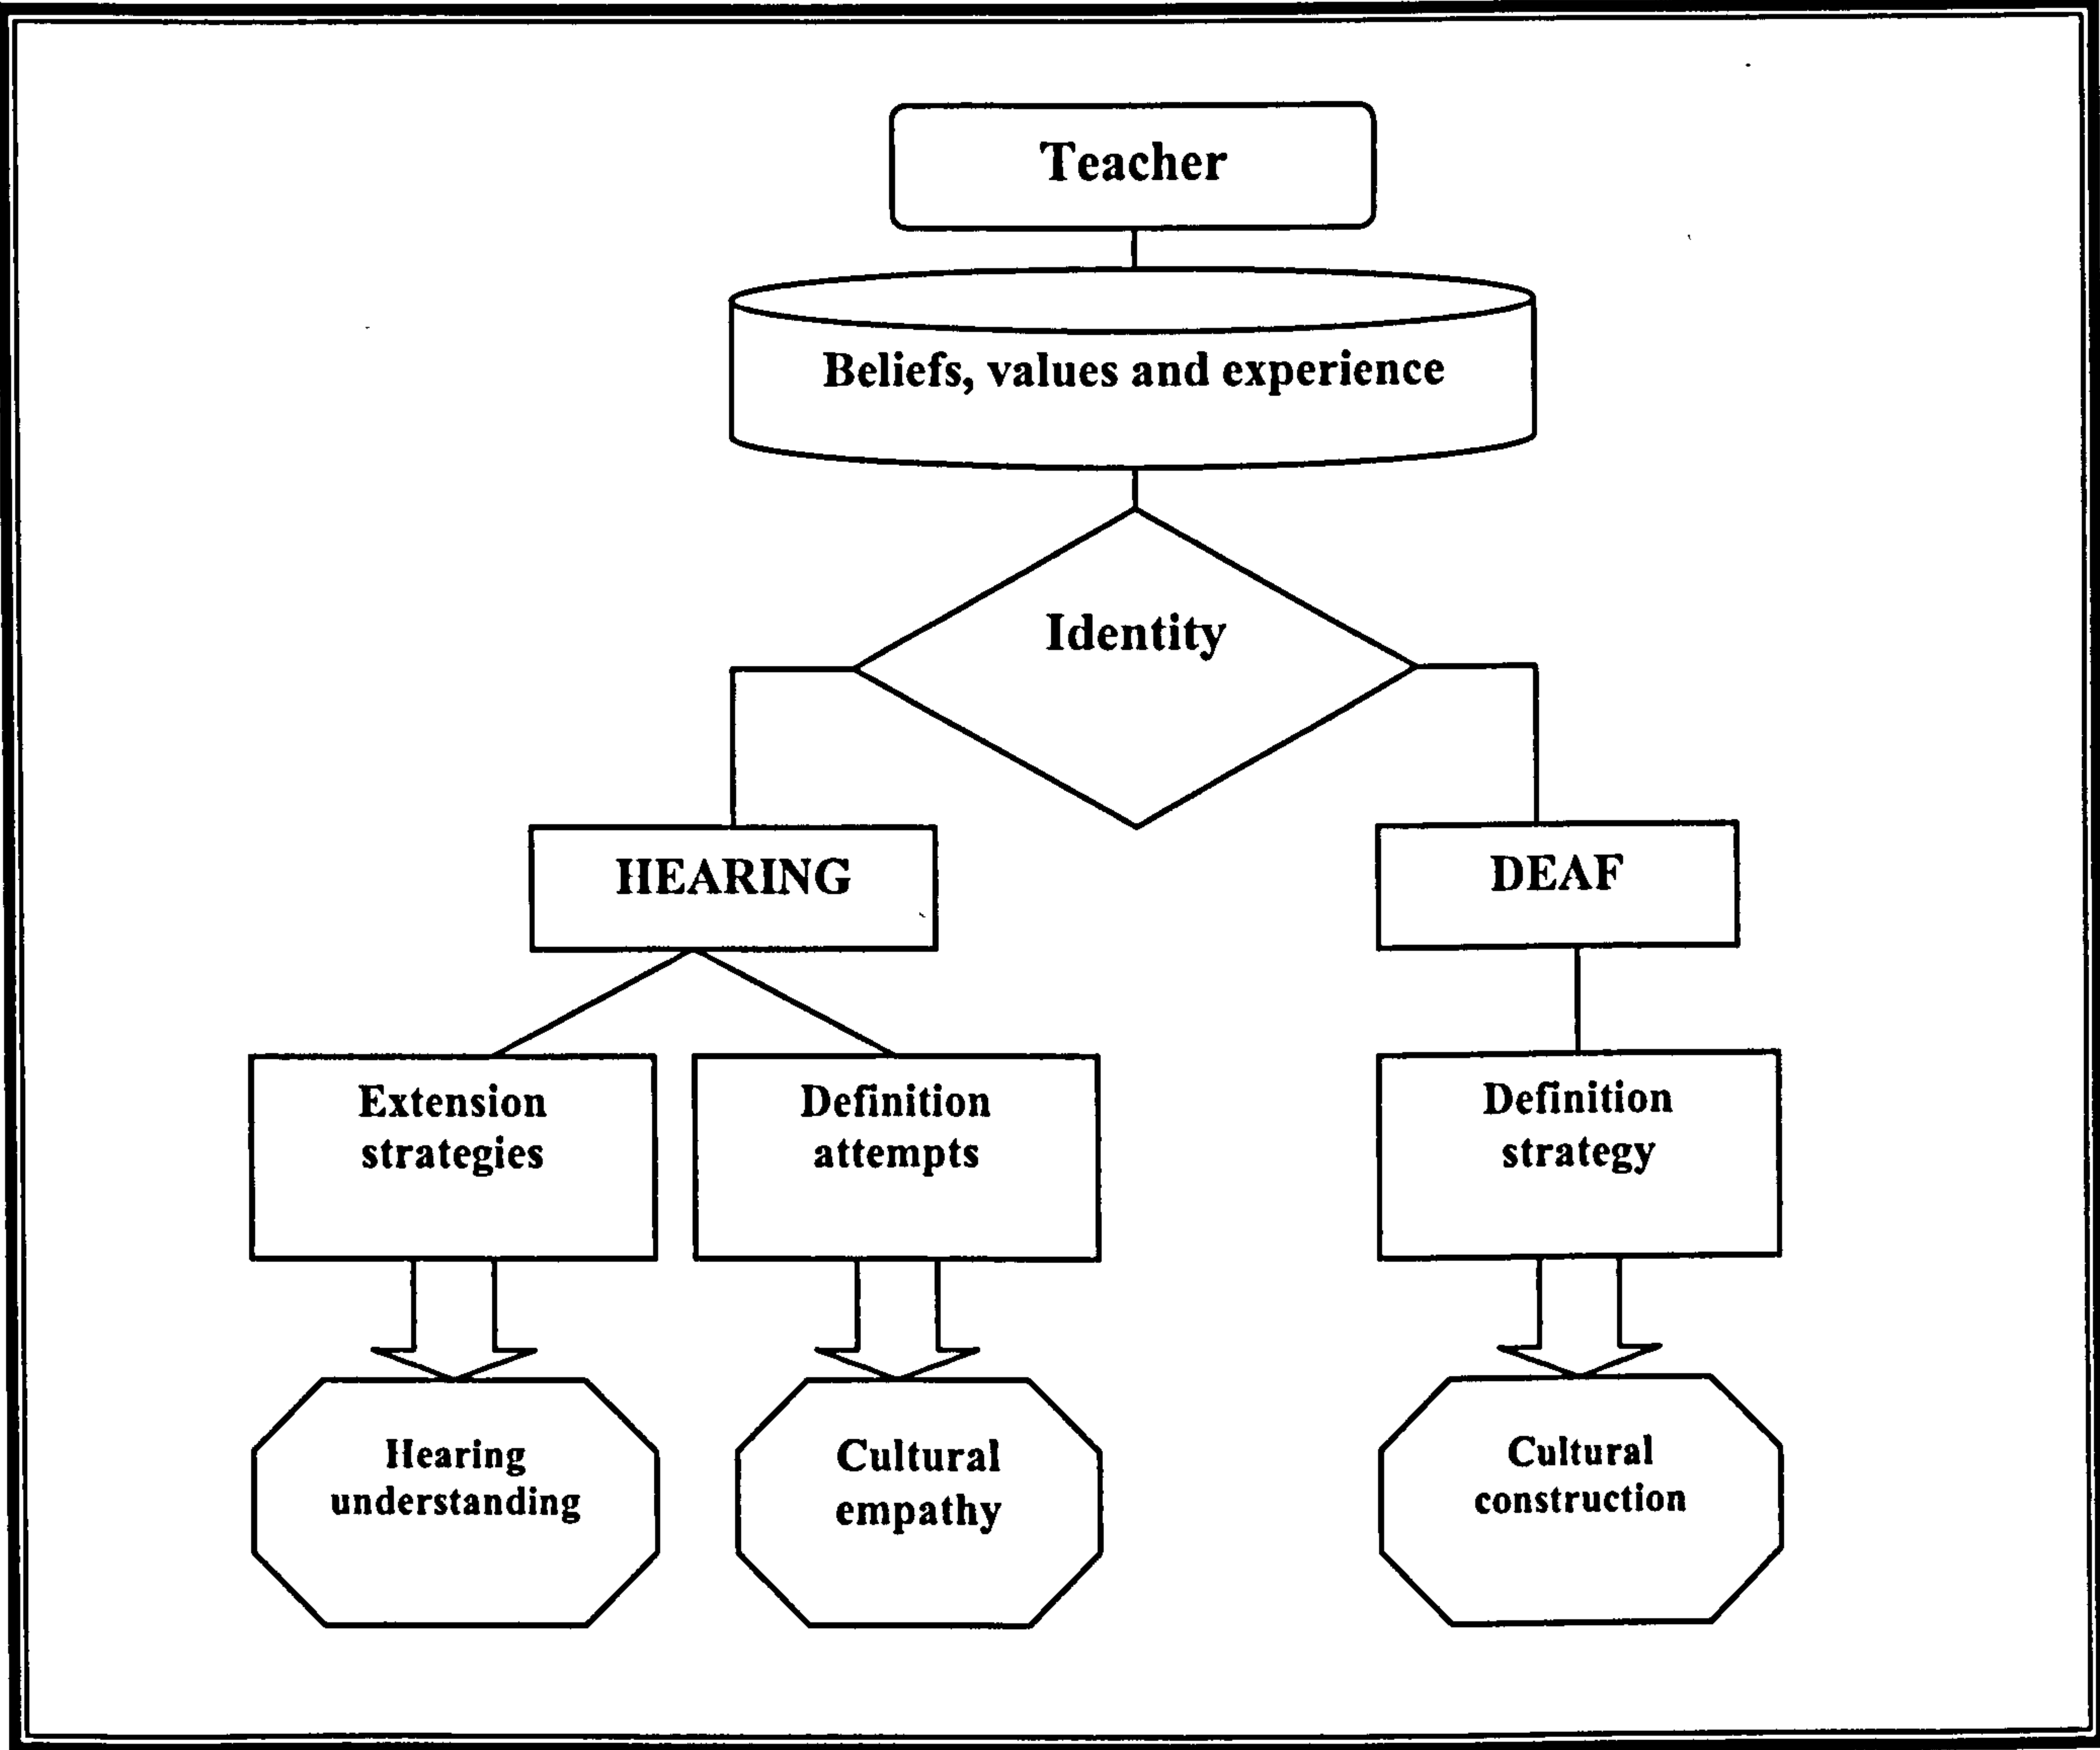 Teacher
Beliefs, values and experience
Identity
HEARING
DEAF
Extension
strategies
Definition
attempts
Definition
strategy
Hearing
understanding
Cultural
empathy
Cultural
construction